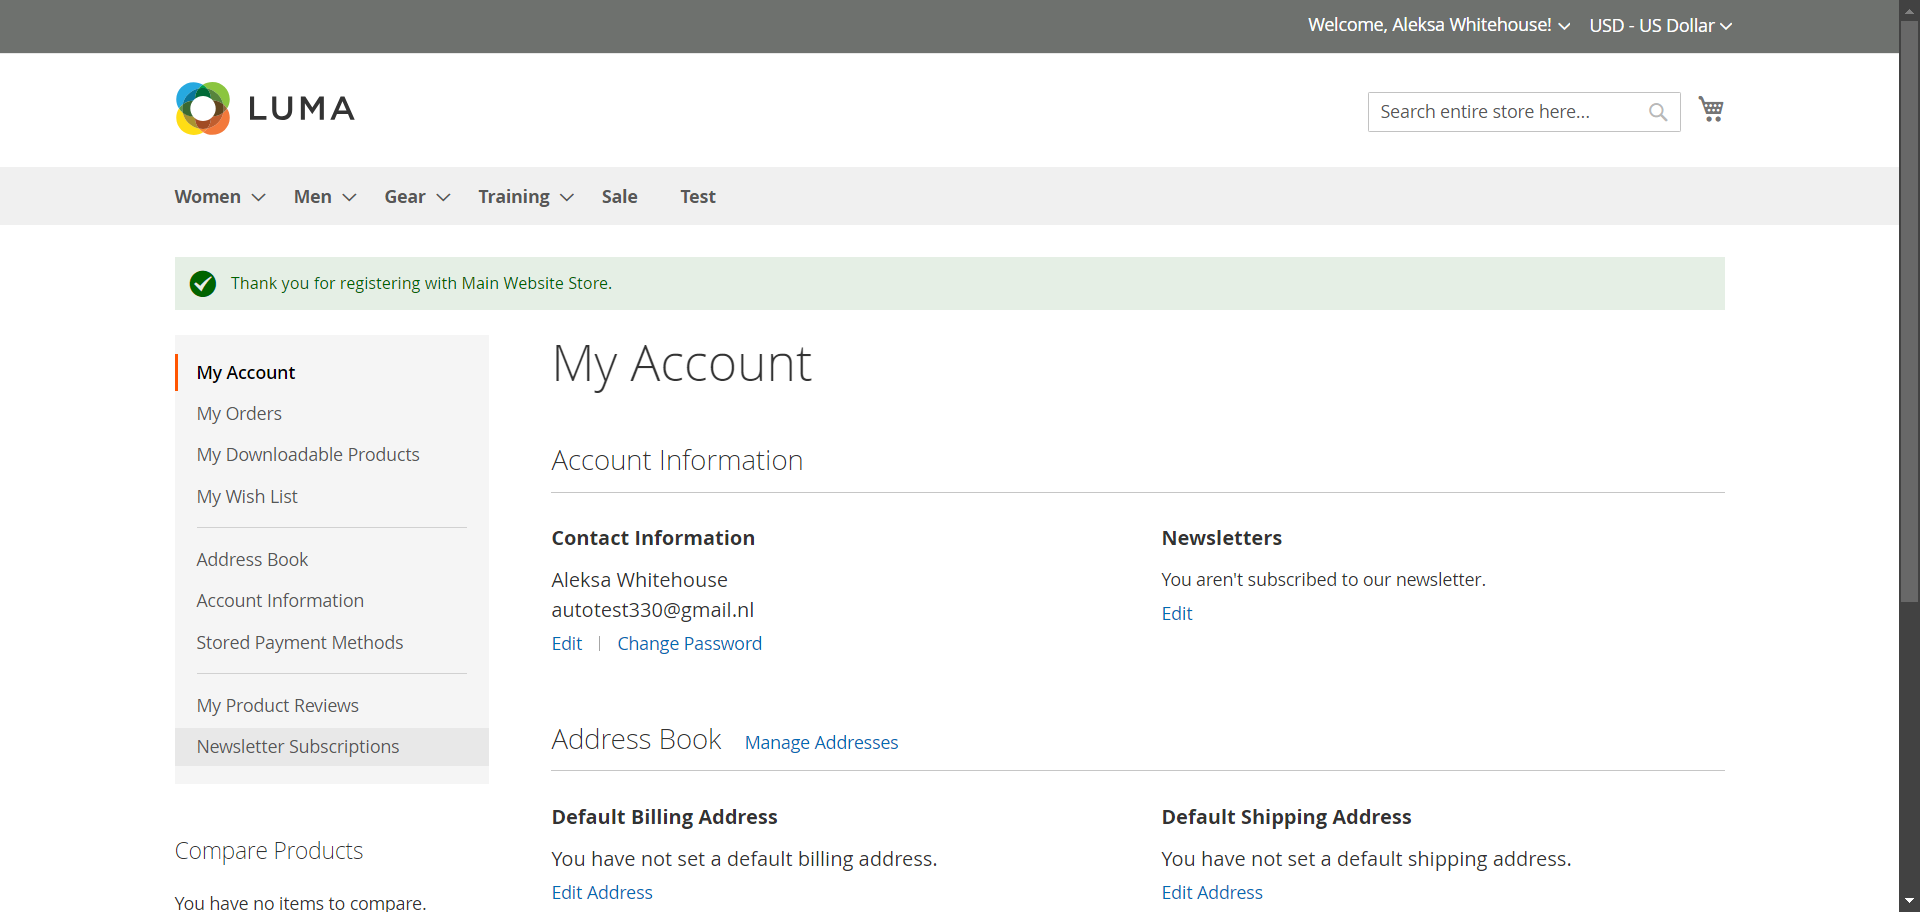 Welcome, Aleksa Whitehouse!
USD - US Dollar
LUMA
Search entire store here...
Women
Men
Gear
Training
Sale
Test
Thank you for registering with Main Website Store.
My Account
My Orders
My Downloadable Products
My Wish List
Address Book
Account Information
Stored Payment Methods
My Product Reviews
Newsletter Subscriptions
Compare Products
You have no items to compare.
My Account
Account Information
Contact Information
Aleksa Whitehouse
autotest330@gmail.nl
Edit | Change Password
Newsletters
You aren't subscribed to our newsletter.
Edit
Address Book Manage Addresses
Default Billing Address
You have not set a default billing address.
Edit Address
Default Shipping Address
You have not set a default shipping address.
Edit Address